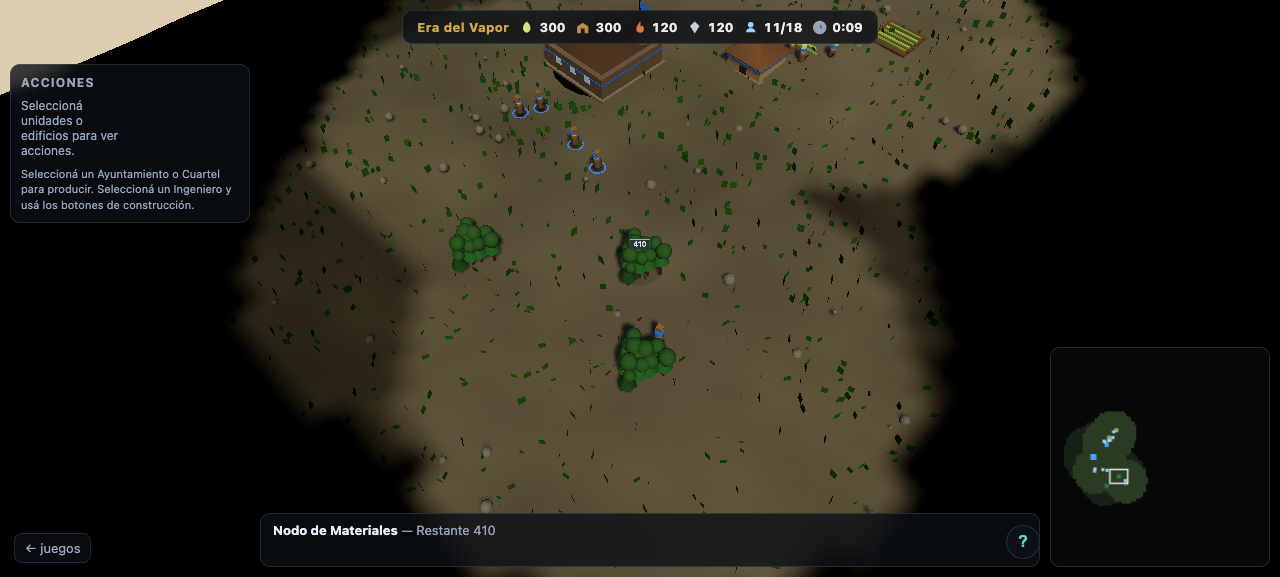 Era del Vapor 300 300 120 120 11/18 0:09
ACCIONES
Seleccioná
unidades o
edificios para ver
acciones.
Seleccioná un Ayuntamiento o Cuartel
para producir. Seleccioná un Ingeniero y
usá los botones de construcción.
410
Nodo de Materiales — Restante 410
?
← juegos